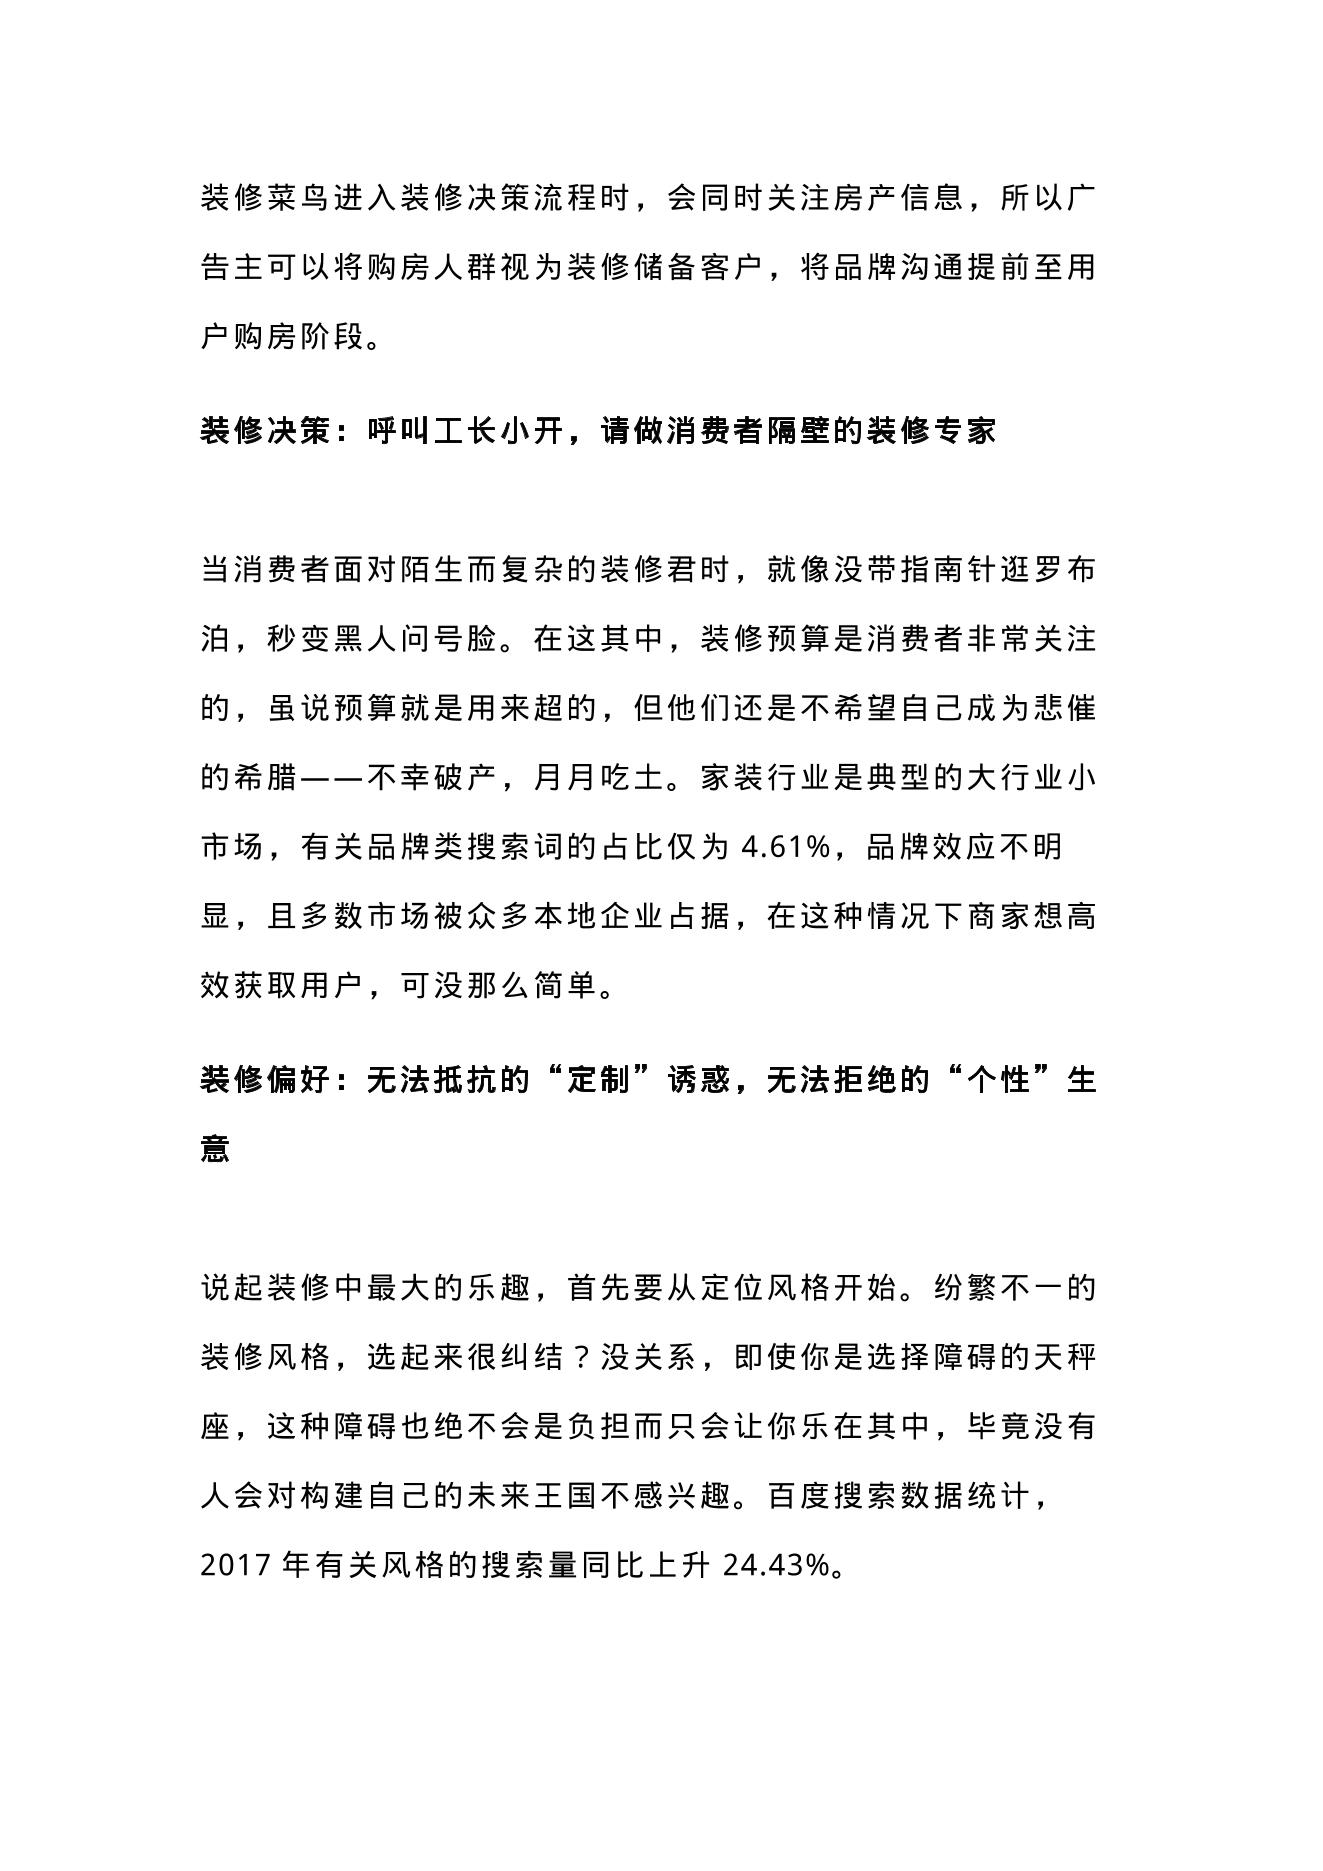 装修菜鸟进入装修决策流程时，会同时关注房产信息，所以广
告主可以将购房人群视为装修储备客户，将品牌沟通提前至用
户购房阶段。
装修决策：呼叫工长小开，请做消费者隔壁的装修专家
当消费者面对陌生而复杂的装修君时，就像没带指南针逛罗布
泊，秒变黑人问号脸。在这其中，装修预算是消费者非常关注
的，虽说预算就是用来超的，但他们还是不希望自己成为悲催
的希腊——不幸破产，月月吃土。家装行业是典型的大行业小
市场，有关品牌类搜索词的占比仅为 4.61%，品牌效应不明
显，且多数市场被众多本地企业占据，在这种情况下商家想高
效获取用户，可没那么简单。
装修偏好：无法抵抗的“定制”诱惑，无法拒绝的“个性”生
意
说起装修中最大的乐趣，首先要从定位风格开始。纷繁不一的
装修风格，选起来很纠结？没关系，即使你是选择障碍的天秤
座，这种障碍也绝不会是负担而只会让你乐在其中，毕竟没有
人会对构建自己的未来王国不感兴趣。百度搜索数据统计，
2017 年有关风格的搜索量同比上升 24.43%。